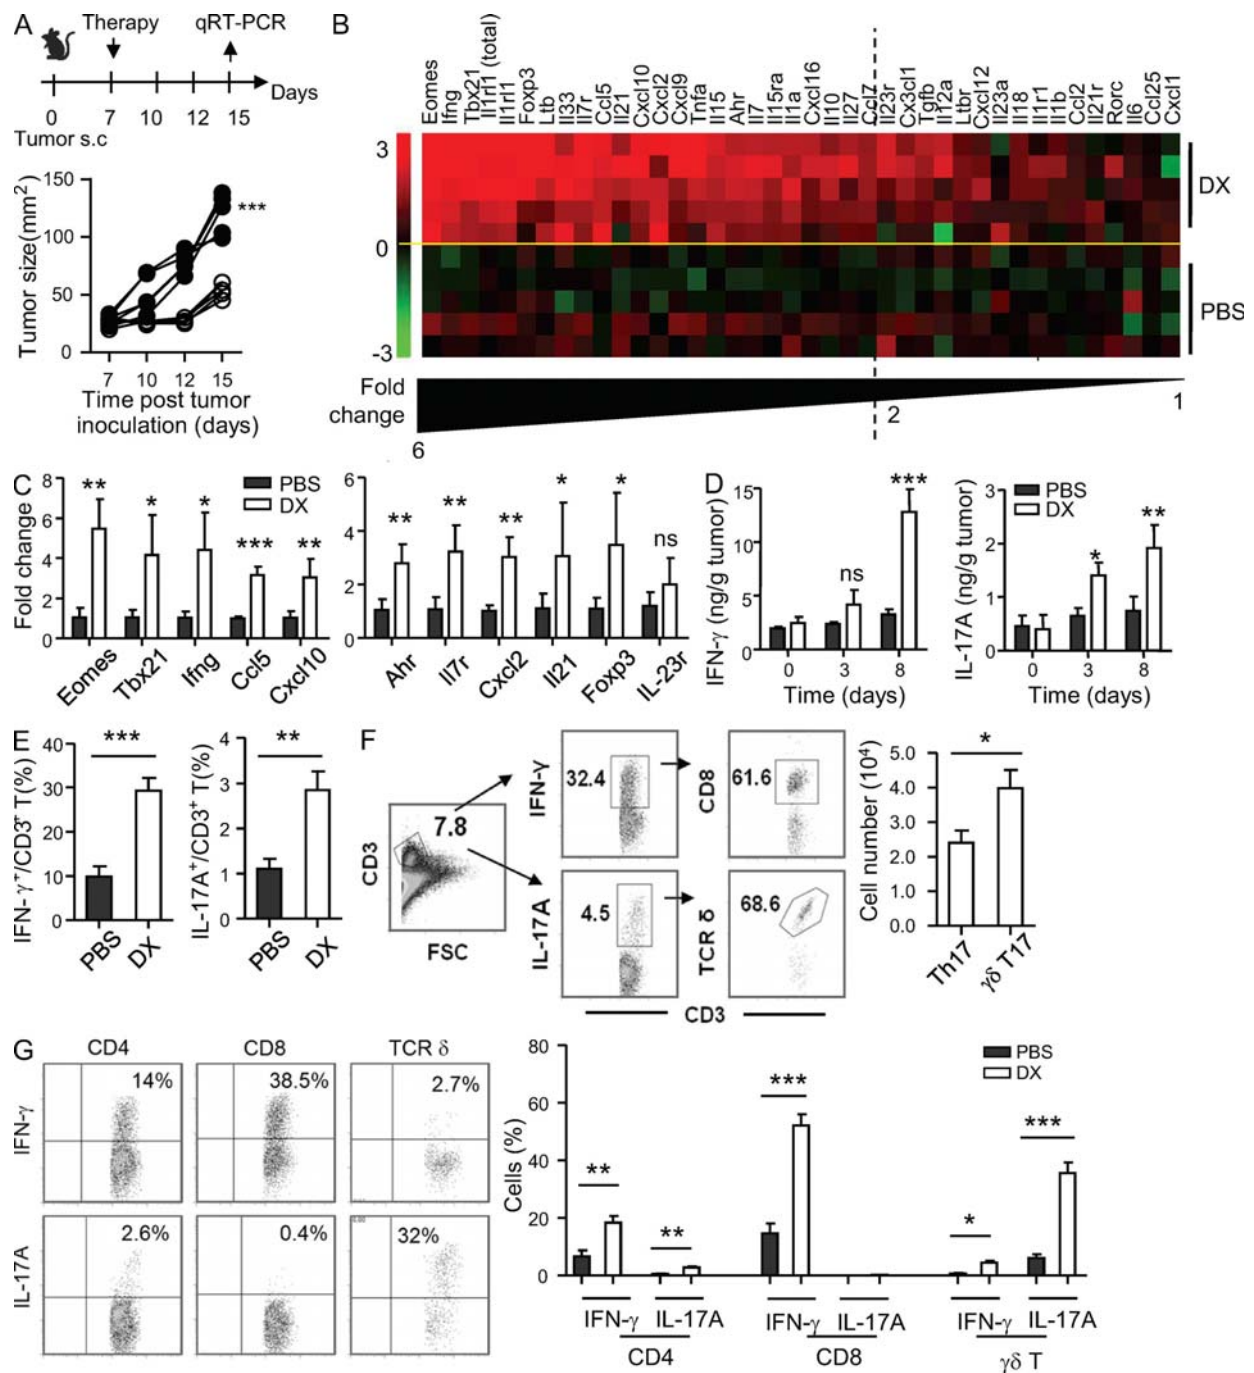 A
Therapy
qRT-PCR
0
7
10
12
15
Days
Tumor s.c
Tumor size(mm²)
150
100
50
0
***
7
10
12
15
Time post tumor
inoculation (days)
B
Eomes
Ifng
Tbx21
Il1rl1 (total)
Il1rl1
Foxp3
Ltb
Il33
Il7r
Ccl5
Il21
Cxcl10
Cxcl2
Cxcl9
Tnfa
Il15
Ahr
Il7
Il15ra
Il1a
Cxcl16
Il10
Il27
Ccl7
Il23r
Cx3cl1
Tgfb
Il12a
Ltbr
Cxcl12
Il23a
Il18
Il1r1
Il1b
Ccl2
Il21r
Rorc
Il6
Ccl25
Cxcl1
3
0
-3
DX
PBS
Fold
change
6
2
1
C
Fold change
8
6
4
2
0
PBS
DX
**
*
*
***
**
Eomes
Tbx21
Ifng
Ccl5
Cxcl10
6
4
2
0
**
**
**
*
*
ns
Ahr
Il7r
Cxcl2
Il21
Foxp3
IL-23r
D
IFN-γ (ng/g tumor)
15
10
5
0
PBS
DX
ns
***
0
3
8
Time (days)
IL-17A (ng/g tumor)
3
2
1
0
PBS
DX
*
**
0
3
8
Time (days)
E
IFN-γ⁺/CD3⁺ T(%)
40
30
20
10
0
***
PBS
DX
IL-17A⁺/CD3⁺ T(%)
4
3
2
1
0
**
PBS
DX
F
CD3
7.8
FSC
IFN-γ
32.4
CD8
61.6
IL-17A
4.5
TCR δ
68.6
CD3
Cell number (10⁴)
5.0
4.0
3.0
2.0
1.0
0.0
*
Th17
γδ T17
G
CD4
CD8
TCR δ
IFN-γ
14%
38.5%
2.7%
IL-17A
2.6%
0.4%
32%
Cells (%)
80
60
40
20
0
PBS
DX
**
**
***
*
***
IFN-γ
IL-17A
IFN-γ
IL-17A
IFN-γ
IL-17A
CD4
CD8
γδ T